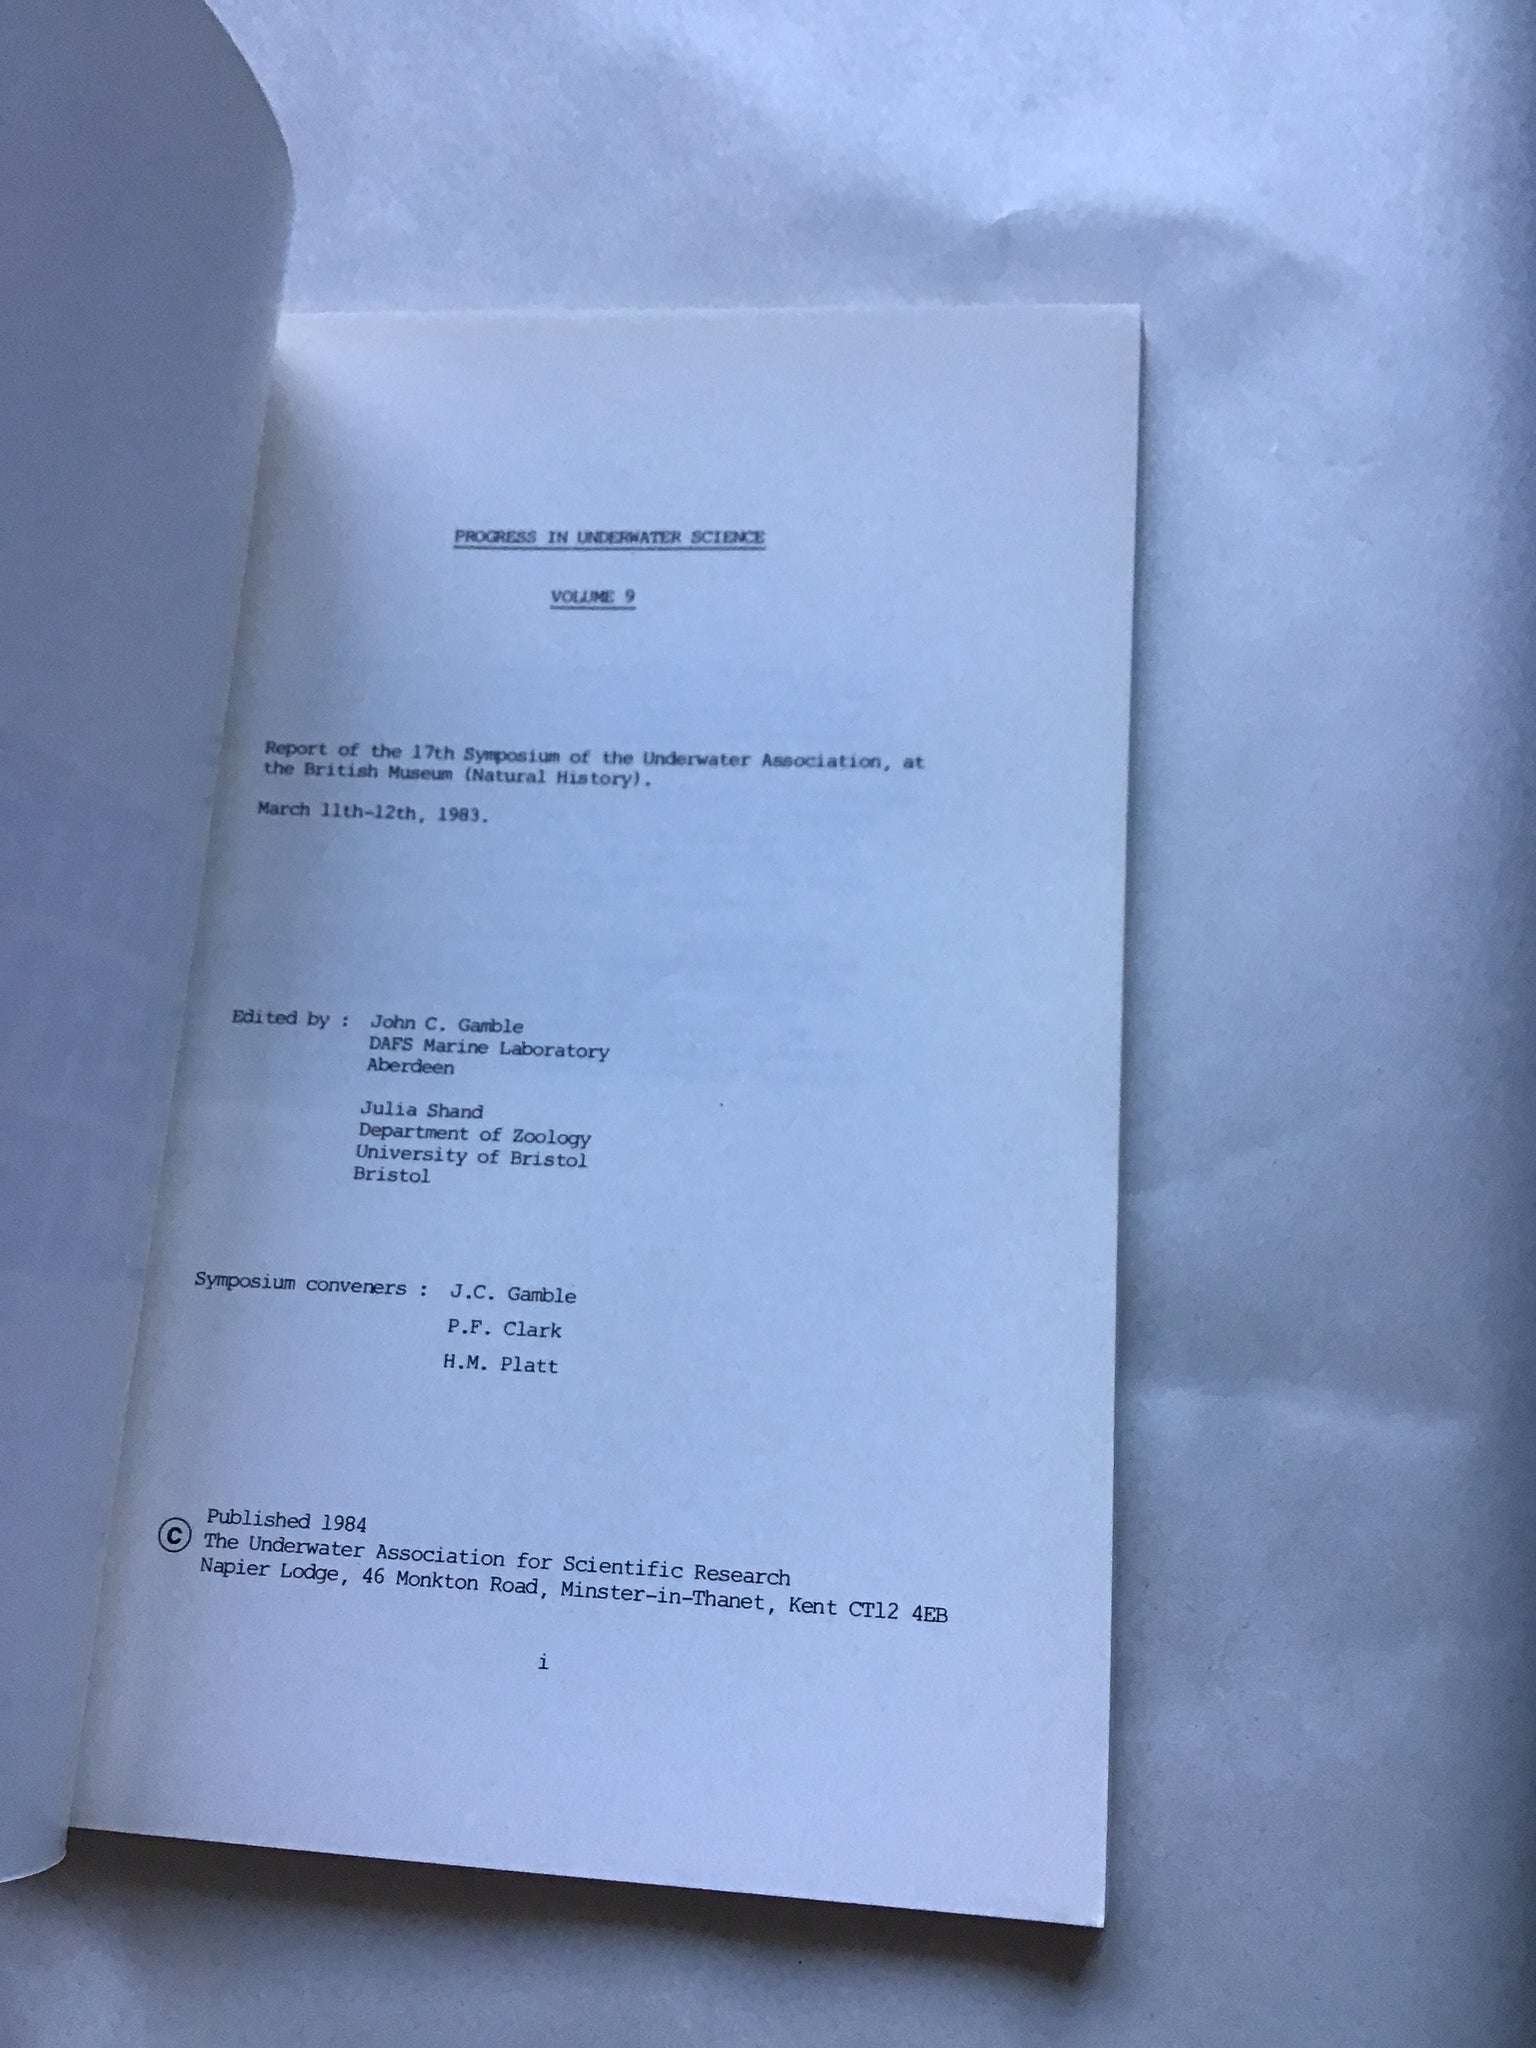 PROGRESS IN UNDERWATER SCIENCE
VOLUME 9
Report of the 17th Symposium of the Underwater Association, at
the British Museum (Natural History).
March 11th-12th, 1983.
Edited by : John C. Gamble
DAFS Marine Laboratory
Aberdeen
Julia Shand
Department of Zoology
University of Bristol
Bristol
Symposium conveners : J.C. Gamble
P.F. Clark
H.M. Platt
Published 1984
© The Underwater Association for Scientific Research
Napier Lodge, 46 Monkton Road, Minster-in-Thanet, Kent CT12 4EB
i